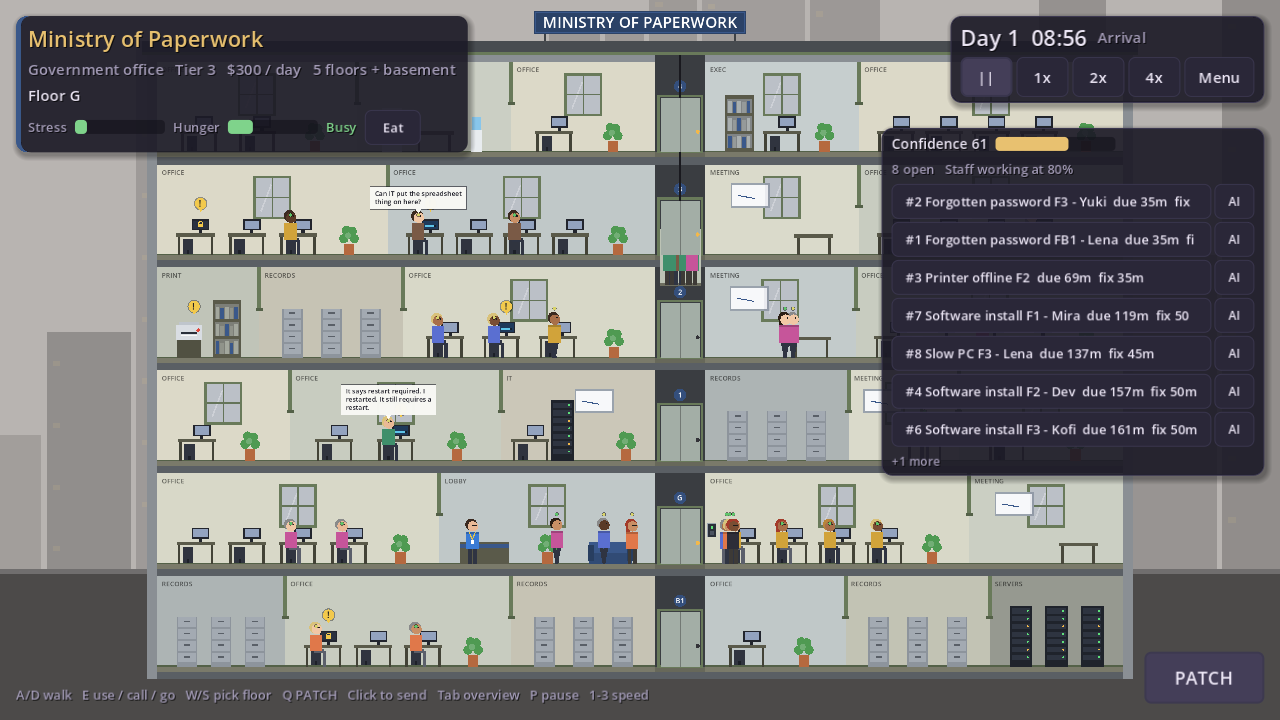 MINISTRY OF PAPERWORK
Ministry of Paperwork
Government office Tier 3 $300 / day 5 floors + basement
Floor G
Stress Hunger Busy Eat
Day 1 08:56 Arrival
|| 1x 2x 4x Menu
Confidence 61
8 open Staff working at 80%
#2 Forgotten password F3 - Yuki due 35m fix AI
#1 Forgotten password FB1 - Lena due 35m fi AI
#3 Printer offline F2 due 69m fix 35m AI
#7 Software install F1 - Mira due 119m fix 50 AI
#8 Slow PC F3 - Lena due 137m fix 45m AI
#4 Software install F2 - Dev due 157m fix 50m AI
#6 Software install F3 - Kofi due 161m fix 50m AI
+1 more
OFFICE EXEC OFFICE
OFFICE OFFICE 3 MEETING
Can IT put the spreadsheet
thing on here?
PRINT RECORDS OFFICE 2 MEETING
OFFICE OFFICE IT 1 RECORDS MEETING
It says restart required. I
restarted. It still requires a
restart.
OFFICE LOBBY G OFFICE MEETING
RECORDS OFFICE RECORDS B1 OFFICE RECORDS SERVERS
PATCH
A/D walk E use / call / go W/S pick floor Q PATCH Click to send Tab overview P pause 1-3 speed